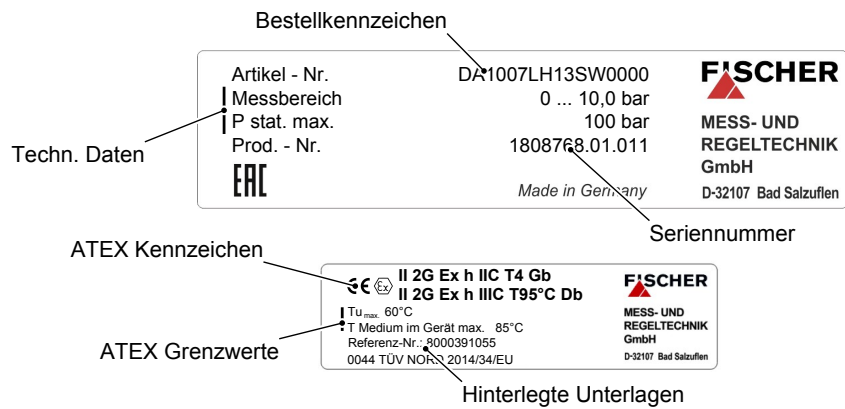 Bestellkennzeichen
Artikel - Nr. DA1007LH13SW0000
Messbereich 0 ... 10,0 bar
P stat. max. 100 bar
Prod. - Nr. 1808768.01.011
EAC
Made in Germany
FISCHER
MESS- UND
REGELTECHNIK
GmbH
D-32107 Bad Salzuflen
Techn. Daten
Seriennummer
ATEX Kennzeichen
CE Ex II 2G Ex h IIC T4 Gb
II 2G Ex h IIIC T95°C Db
Tu max. 60°C
T Medium im Gerät max. 85°C
Referenz-Nr.: 8000391055
0044 TÜV NORD 2014/34/EU
FISCHER
MESS- UND
REGELTECHNIK
GmbH
D-32107 Bad Salzuflen
ATEX Grenzwerte
Hinterlegte Unterlagen